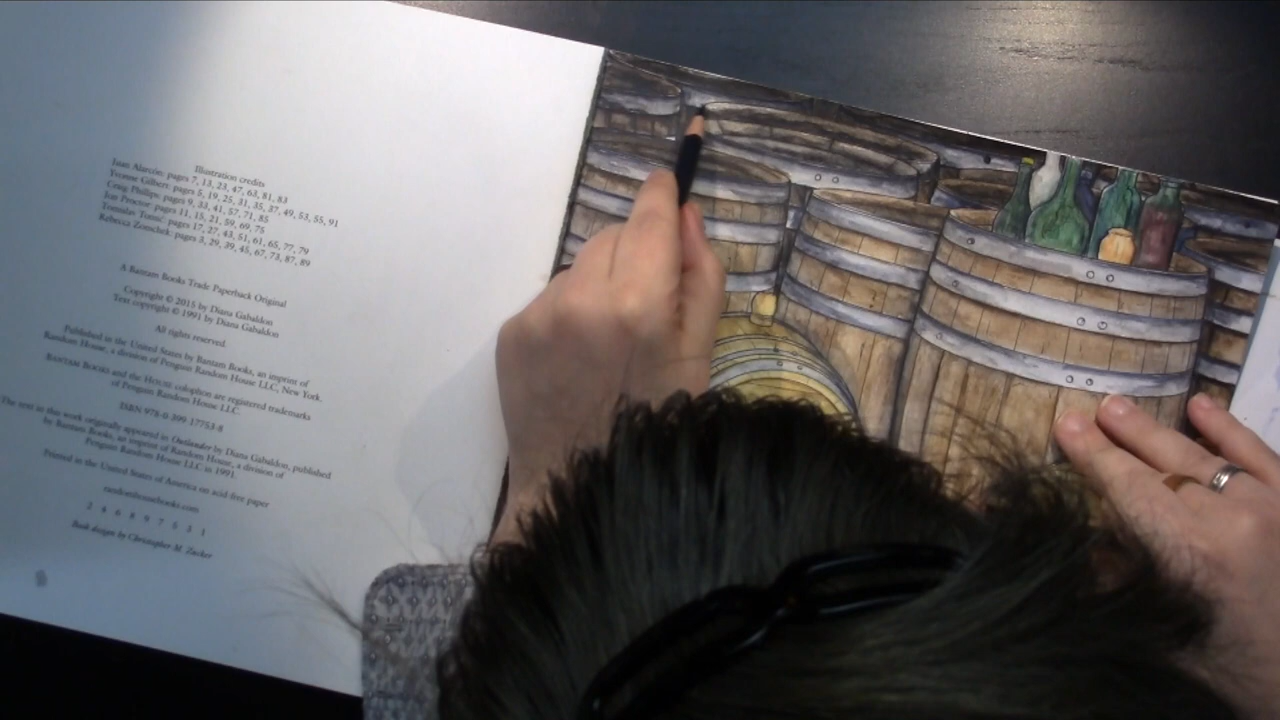 Illustration credits
Juan Alarcón: pages 7, 13, 23, 47, 63, 81, 83
Yvonne Gilbert: pages 5, 19, 25, 31, 35, 37, 49, 53, 55, 91
Craig Phillips: pages 9, 33, 41, 57, 71, 85
Jon Proctor: pages 11, 15, 21, 59, 69, 75
Tomislav Tomić: pages 17, 27, 43, 51, 61, 65, 77, 79
Rebecca Zomchek: pages 3, 29, 39, 45, 67, 73, 87, 89
A Bantam Books Trade Paperback Original
Copyright © 2015 by Diana Gabaldon
Text copyright © 1991 by Diana Gabaldon
All rights reserved.
Published in the United States by Bantam Books, an imprint of
Random House, a division of Penguin Random House LLC, New York.
BANTAM BOOKS and the HOUSE colophon are registered trademarks
of Penguin Random House LLC.
ISBN 978-0-399-17753-8
The text in this work originally appeared in Outlander by Diana Gabaldon, published
by Bantam Books, an imprint of Random House, a division of
Penguin Random House LLC in 1991.
Printed in the United States of America on acid-free paper
randomhousebooks.com
2 4 6 8 9 7 5 3 1
Book design by Christopher M. Zucker